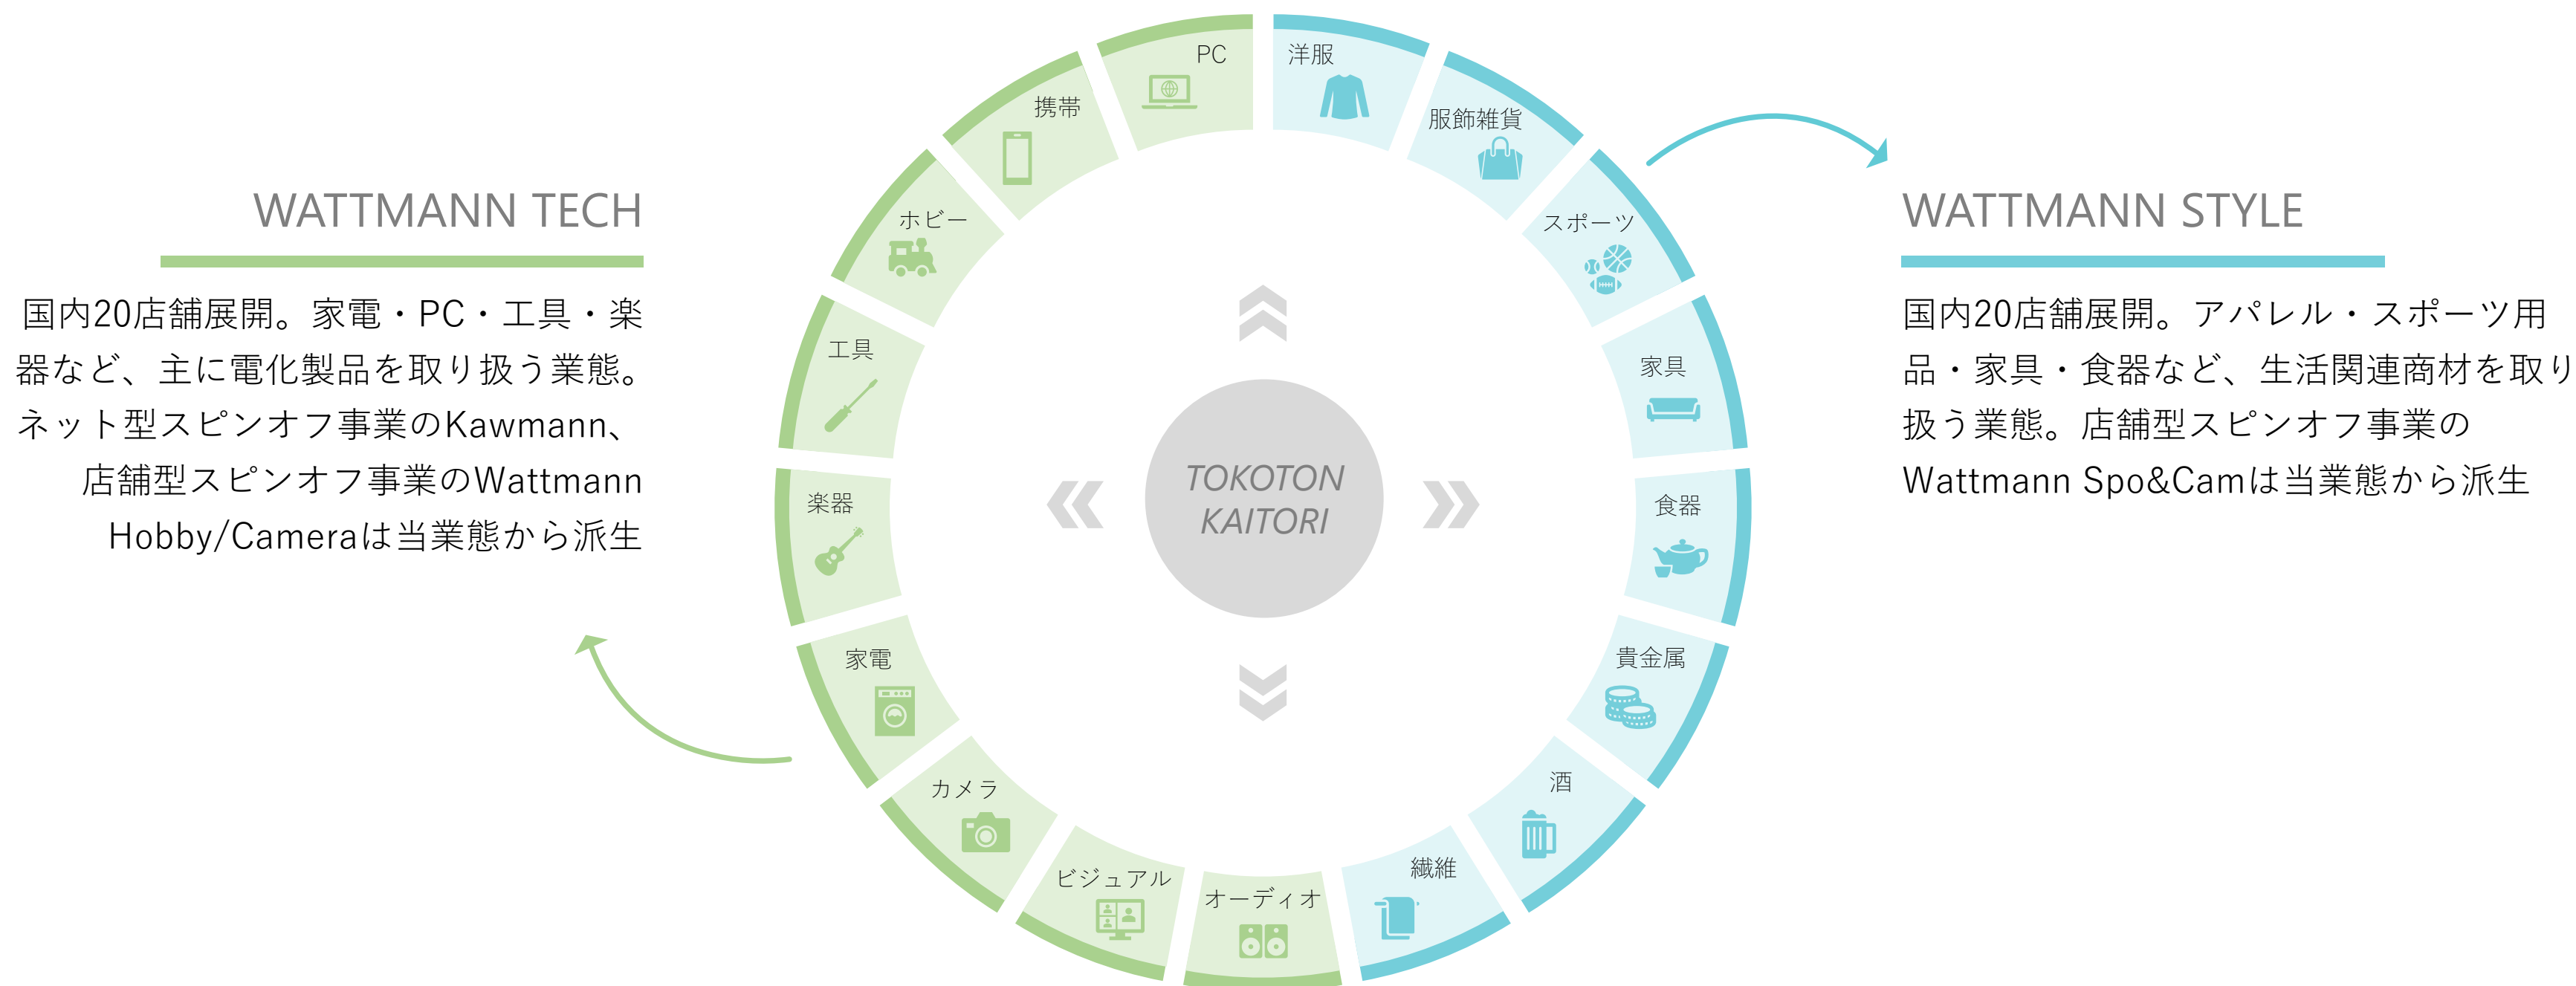 WATTMANN TECH
国内20店舗展開。家電・PC・工具・楽
器など、主に電化製品を取り扱う業態。
ネット型スピンオフ事業のKawmann、
店舗型スピンオフ事業のWattmann
Hobby/Cameraは当業態から派生
PC
携帯
ホビー
工具
楽器
家電
カメラ
ビジュアル
オーディオ
洋服
服飾雑貨
スポーツ
家具
食器
貴金属
酒
繊維
TOKOTON
KAITORI
WATTMANN STYLE
国内20店舗展開。アパレル・スポーツ用
品・家具・食器など、生活関連商材を取り
扱う業態。店舗型スピンオフ事業の
Wattmann Spo&Camは当業態から派生